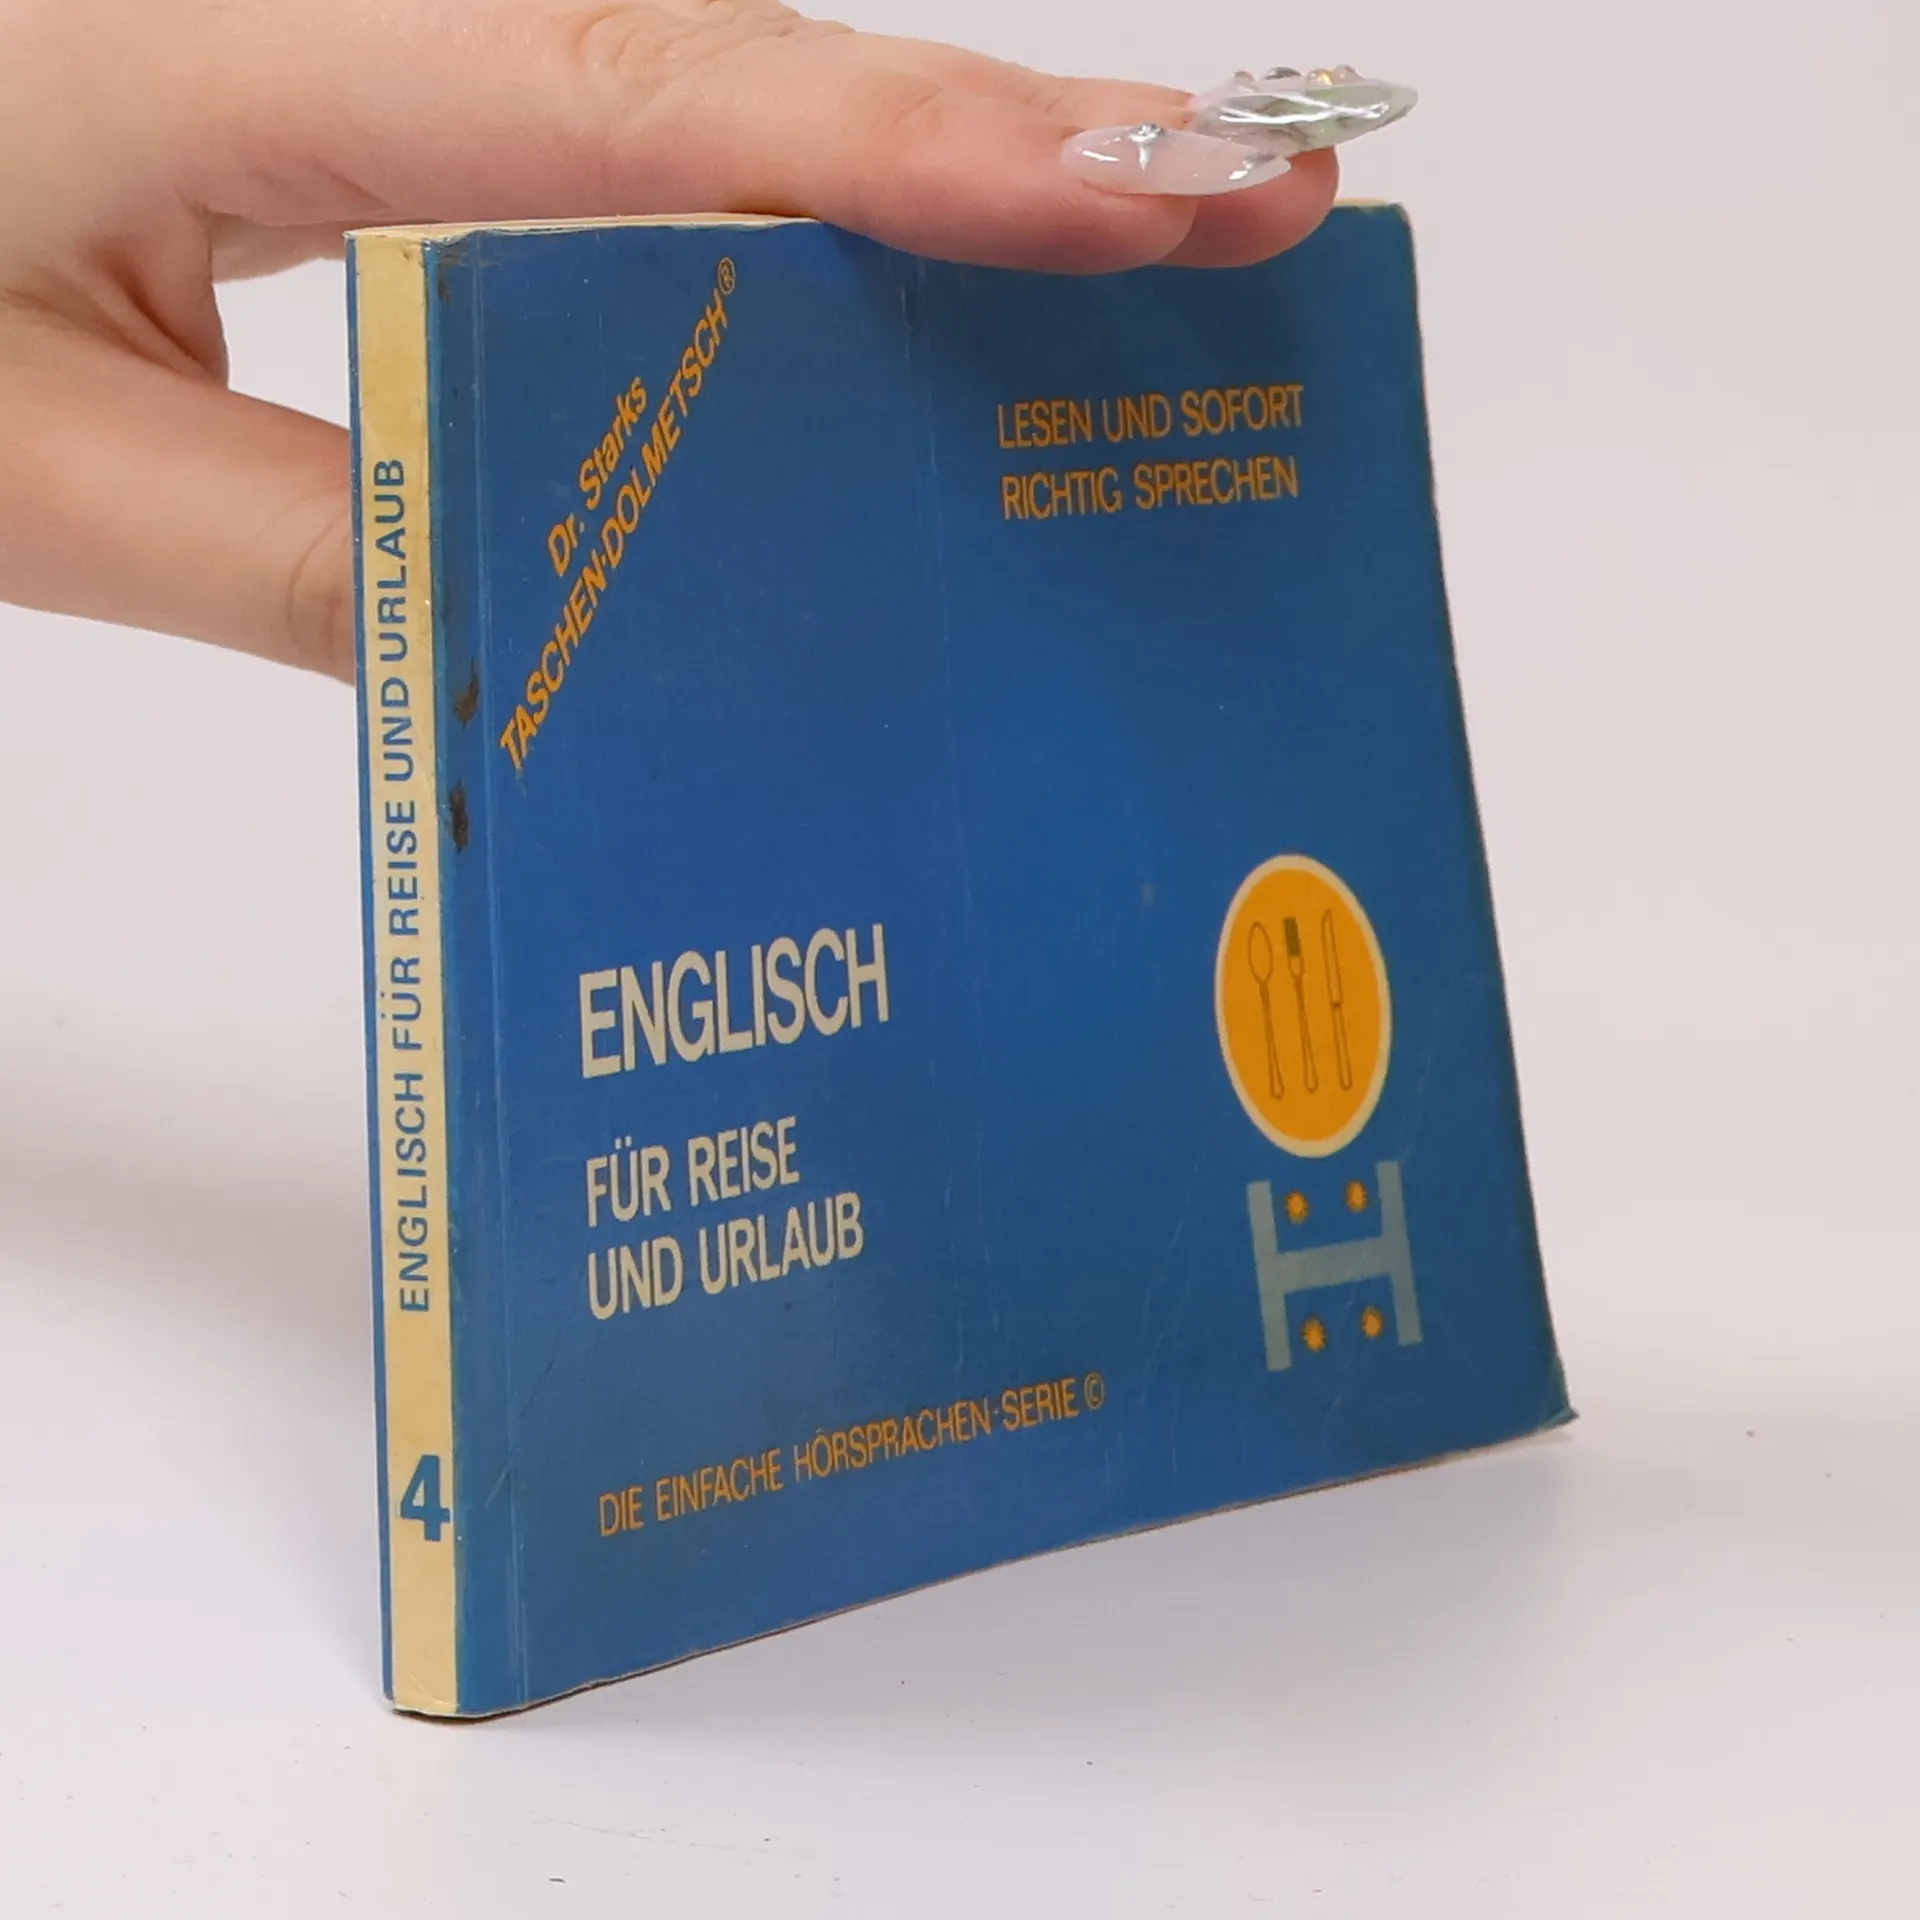 ENGLISCH FÜR REISE UND URLAUB
4
Dr. Starks
TASCHEN·DOLMETSCH®
LESEN UND SOFORT
RICHTIG SPRECHEN
ENGLISCH
FÜR REISE
UND URLAUB
DIE EINFACHE HÖRSPRACHEN·SERIE ©